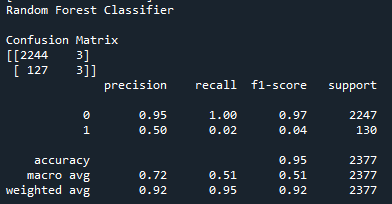 Random Forest Classifier
Confusion Matrix
[[2244 3]
[ 127 3]]
precision recall f1-score support
0 0.95 1.00 0.97 2247
1 0.50 0.02 0.04 130
accuracy 0.95 2377
macro avg 0.72 0.51 0.51 2377
weighted avg 0.92 0.95 0.92 2377